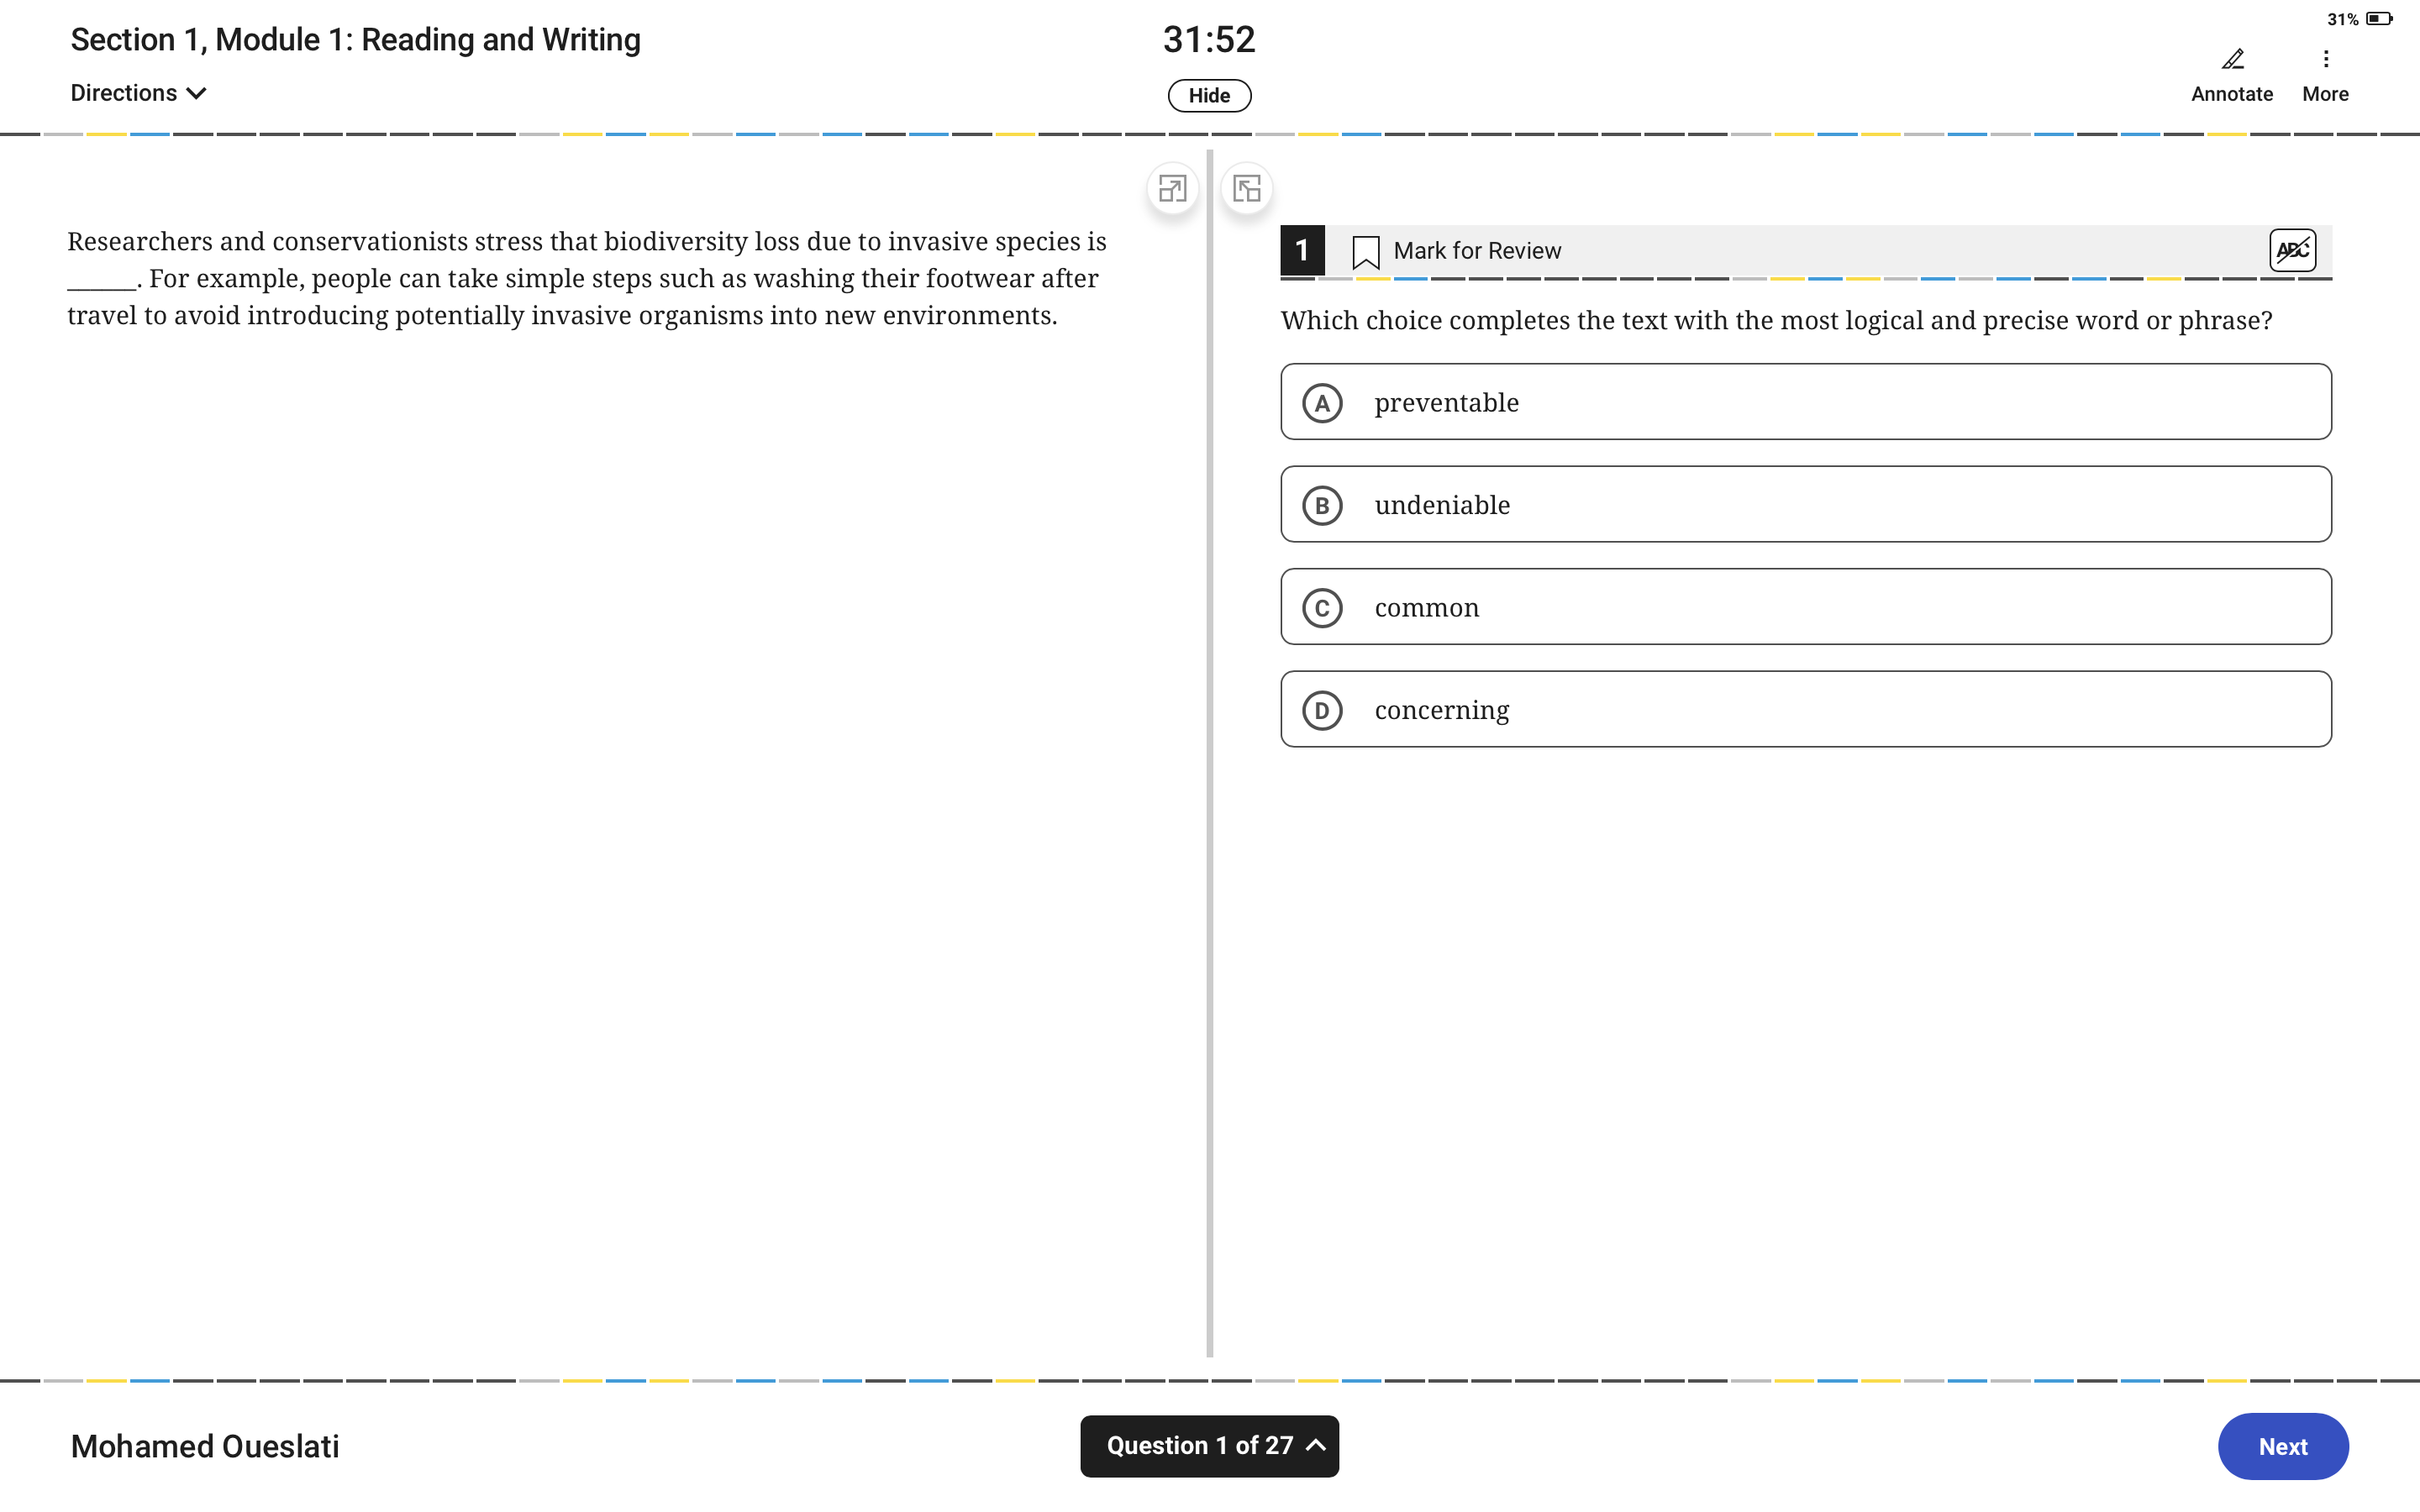 31%
Section 1, Module 1: Reading and Writing
31:52
Directions
Hide
Annotate
More
Researchers and conservationists stress that biodiversity loss due to invasive species is
______. For example, people can take simple steps such as washing their footwear after
travel to avoid introducing potentially invasive organisms into new environments.
1
Mark for Review
ABC
Which choice completes the text with the most logical and precise word or phrase?
A preventable
B undeniable
C common
D concerning
Mohamed Oueslati
Question 1 of 27
Next